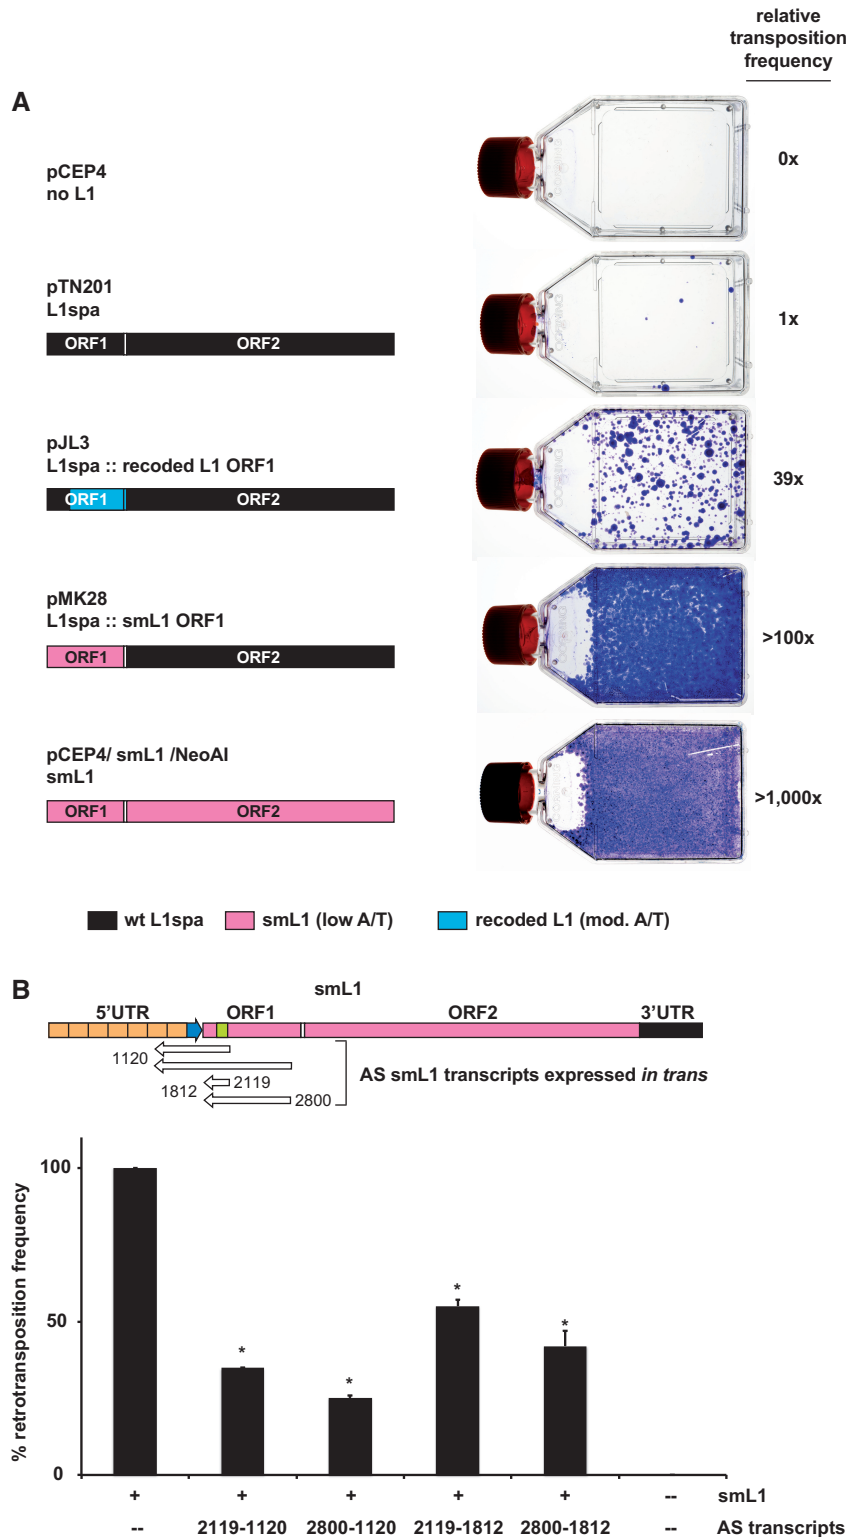 relative
transposition
frequency
A
pCEP4
no L1
0x
pTN201
L1spa
ORF1 ORF2
1x
pJL3
L1spa :: recoded L1 ORF1
ORF1 ORF2
39x
pMK28
L1spa :: smL1 ORF1
ORF1 ORF2
>100x
pCEP4/ smL1 /NeoAI
smL1
ORF1 ORF2
>1,000x
wt L1spa smL1 (low A/T) recoded L1 (mod. A/T)
B
smL1
5'UTR ORF1 ORF2 3'UTR
1120
1812 2119
2800
AS smL1 transcripts expressed in trans
% retrotransposition frequency
100
50
0
* * * *
+ + + + + -- smL1
-- 2119-1120 2800-1120 2119-1812 2800-1812 -- AS transcripts